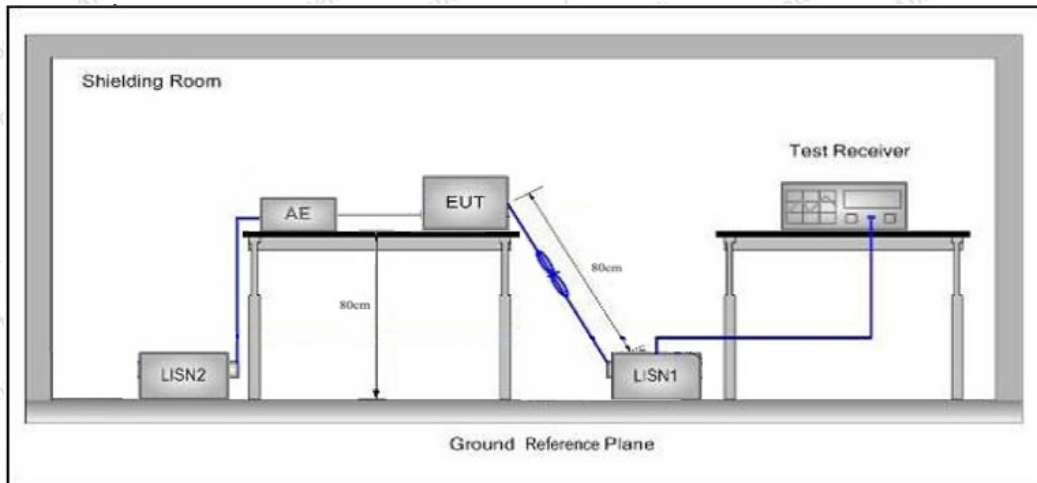 Shielding Room
Test Receiver
AE
EUT
80cm
80cm
LISN2
LISN1
Ground Reference Plane